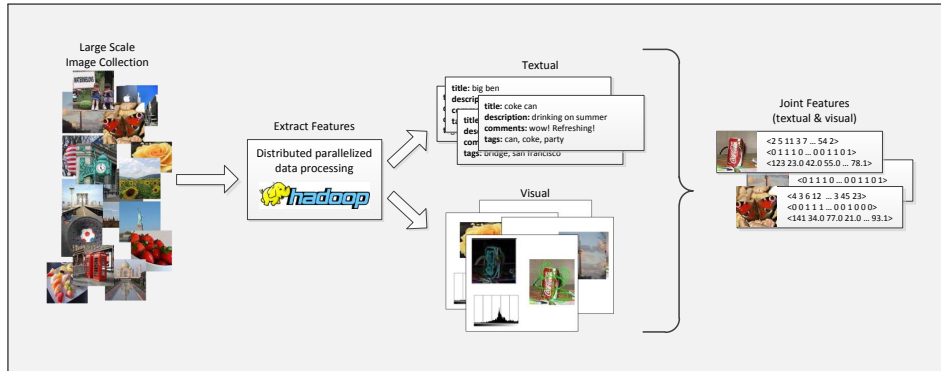 Large Scale
Image Collection
WATERMELONS
Extract Features
Distributed parallelized
data processing
hadoop
Textual
title: big ben
descrip
title: coke can
description: drinking on summer
comments: wow! Refreshing!
tags: can, coke, party
tags: bridge, san francisco
Visual
Joint Features
(textual & visual)
<2 5 11 3 7 ... 54 2>
<0 1 1 1 0 ... 0 0 1 1 0 1>
<123 23.0 42.0 55.0 ... 78.1>
<0 1 1 1 0 ... 0 0 1 1 0 1>
<4 3 6 12 ... 3 45 23>
<0 0 1 1 1 ... 0 0 1 0 0 0>
<141 34.0 77.0 21.0 ... 93.1>